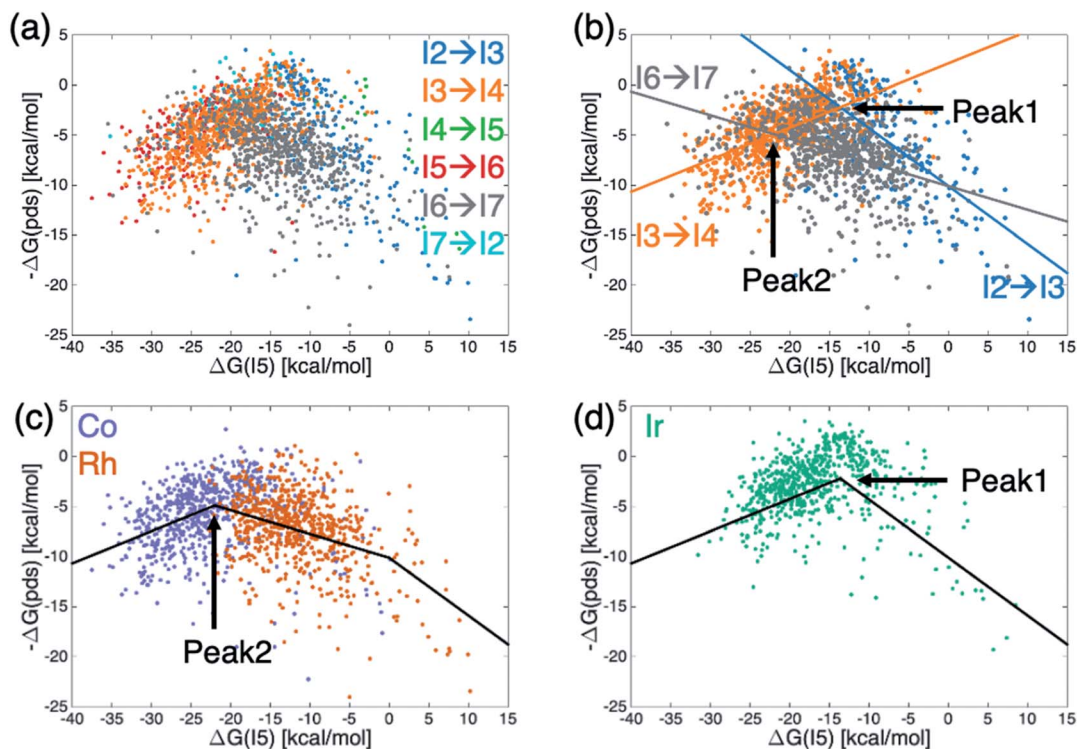 (a)
5
0
-5
-10
-15
-20
-25
-ΔG(pds) [kcal/mol]
I2→I3
I3→I4
I4→I5
I5→I6
I6→I7
I7→I2
-40 -35 -30 -25 -20 -15 -10 -5 0 5 10 15
ΔG(I5) [kcal/mol]
(b)
5
0
-5
-10
-15
-20
-25
-ΔG(pds) [kcal/mol]
I6→I7
Peak1
I3→I4
Peak2
I2→I3
-40 -35 -30 -25 -20 -15 -10 -5 0 5 10 15
ΔG(I5) [kcal/mol]
(c)
5
0
-5
-10
-15
-20
-25
-ΔG(pds) [kcal/mol]
Co
Rh
Peak2
-40 -35 -30 -25 -20 -15 -10 -5 0 5 10 15
ΔG(I5) [kcal/mol]
(d)
5
0
-5
-10
-15
-20
-25
-ΔG(pds) [kcal/mol]
Ir
Peak1
-40 -35 -30 -25 -20 -15 -10 -5 0 5 10 15
ΔG(I5) [kcal/mol]